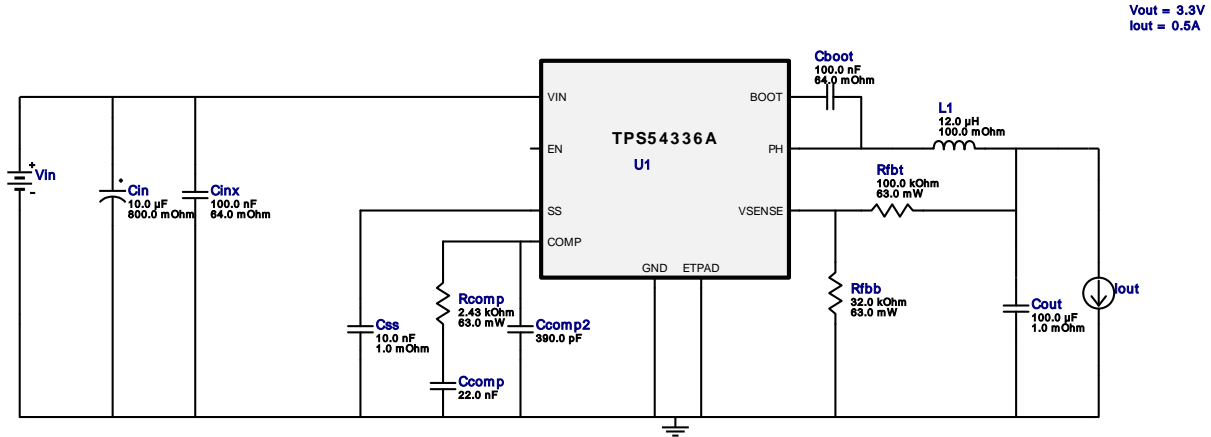 Vout = 3.3V
Iout = 0.5A
Cboot
100.0 nF
64.0 mOhm
VIN
BOOT
L1
12.0 µH
100.0 mOhm
TPS54336A
U1
EN
PH
Vin
+
-
Cin
10.0 µF
800.0 mOhm
Cinx
100.0 nF
64.0 mOhm
Rfbt
100.0 kOhm
63.0 mW
SS
VSENSE
COMP
GND
ETPAD
Rfbb
32.0 kOhm
63.0 mW
Iout
Rcomp
2.43 kOhm
63.0 mW
Cout
100.0 µF
1.0 mOhm
Css
10.0 nF
1.0 mOhm
Ccomp2
390.0 pF
Ccomp
22.0 nF